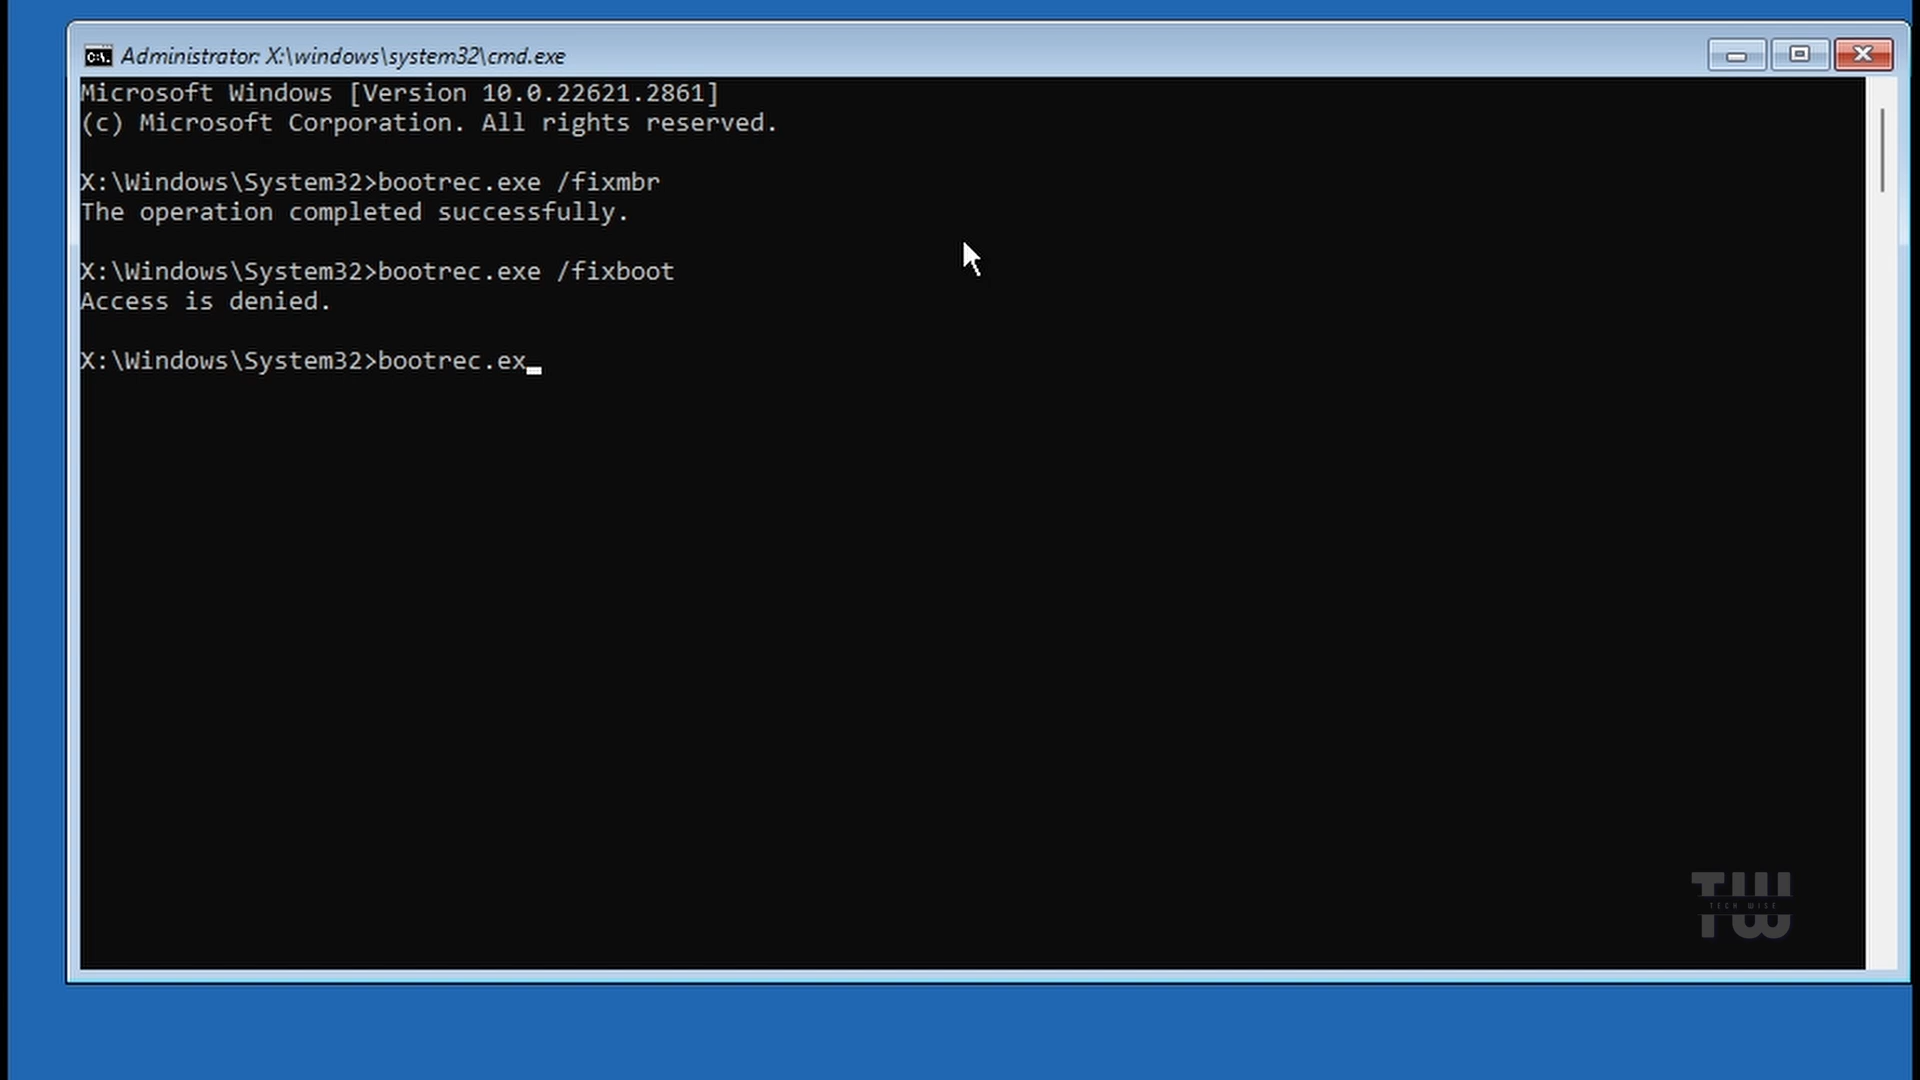 Administrator: X:\windows\system32\cmd.exe
Microsoft Windows [Version 10.0.22621.2861]
(c) Microsoft Corporation. All rights reserved.
X:\Windows\System32>bootrec.exe /fixmbr
The operation completed successfully.
X:\Windows\System32>bootrec.exe /fixboot
Access is denied.
X:\Windows\System32>bootrec.ex
TW
TECH WISE